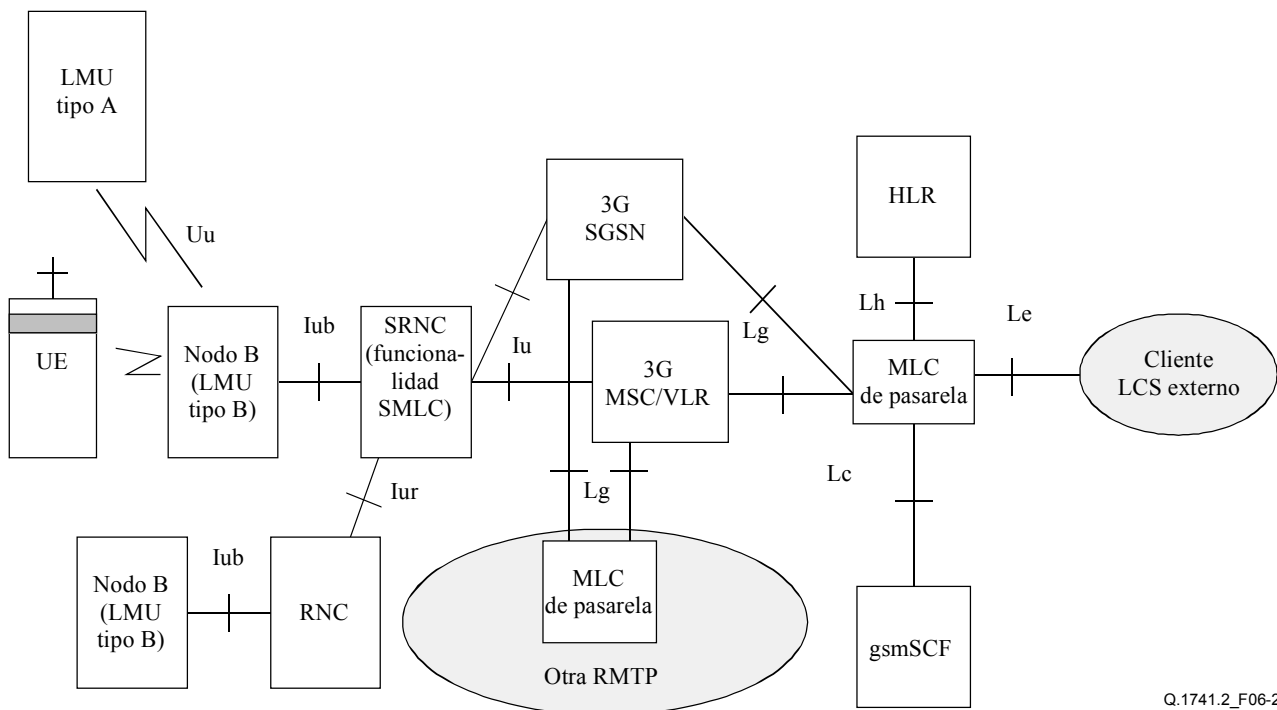 LMU
tipo A
Uu
UE
Nodo B
(LMU
tipo B)
Iub
SRNC
(funciona-
lidad
SMLC)
Iu
3G
SGSN
3G
MSC/VLR
Lg
HLR
Lh
Le
MLC
de pasarela
Cliente
LCS externo
Lc
gsmSCF
Iur
Nodo B
(LMU
tipo B)
Iub
RNC
Lg
MLC
de pasarela
Otra RMTP
Q.1741.2_F06-2